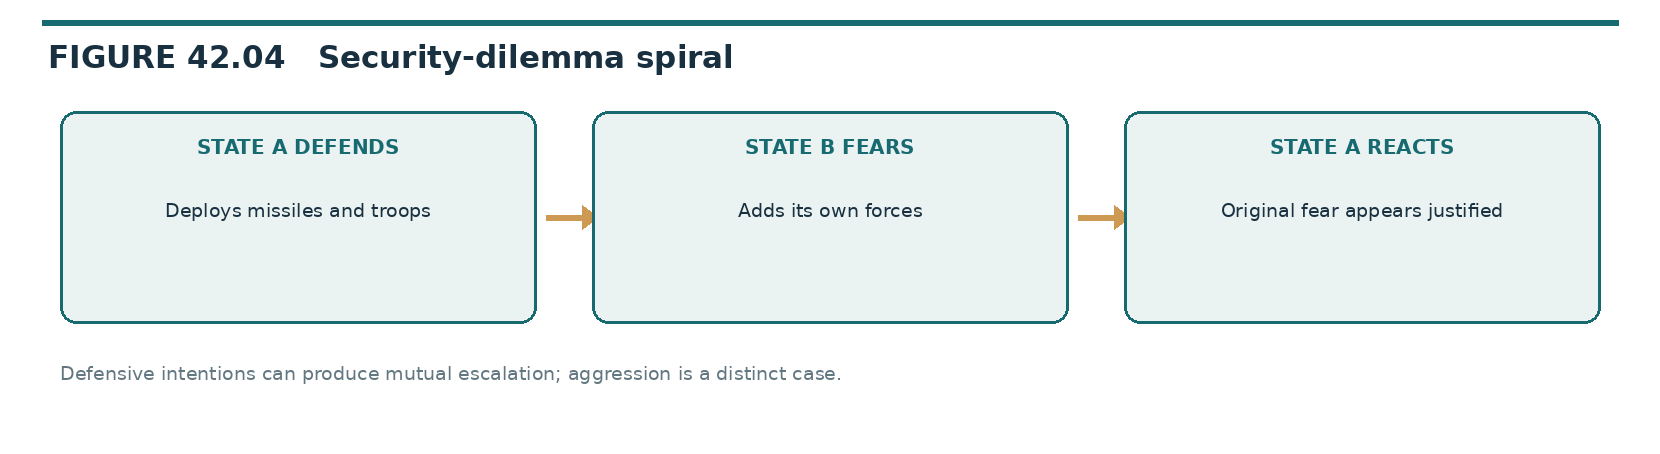 FIGURE 42.04 Security-dilemma spiral
STATE A DEFENDS
Deploys missiles and troops
STATE B FEARS
Adds its own forces
STATE A REACTS
Original fear appears justified
Defensive intentions can produce mutual escalation; aggression is a distinct case.